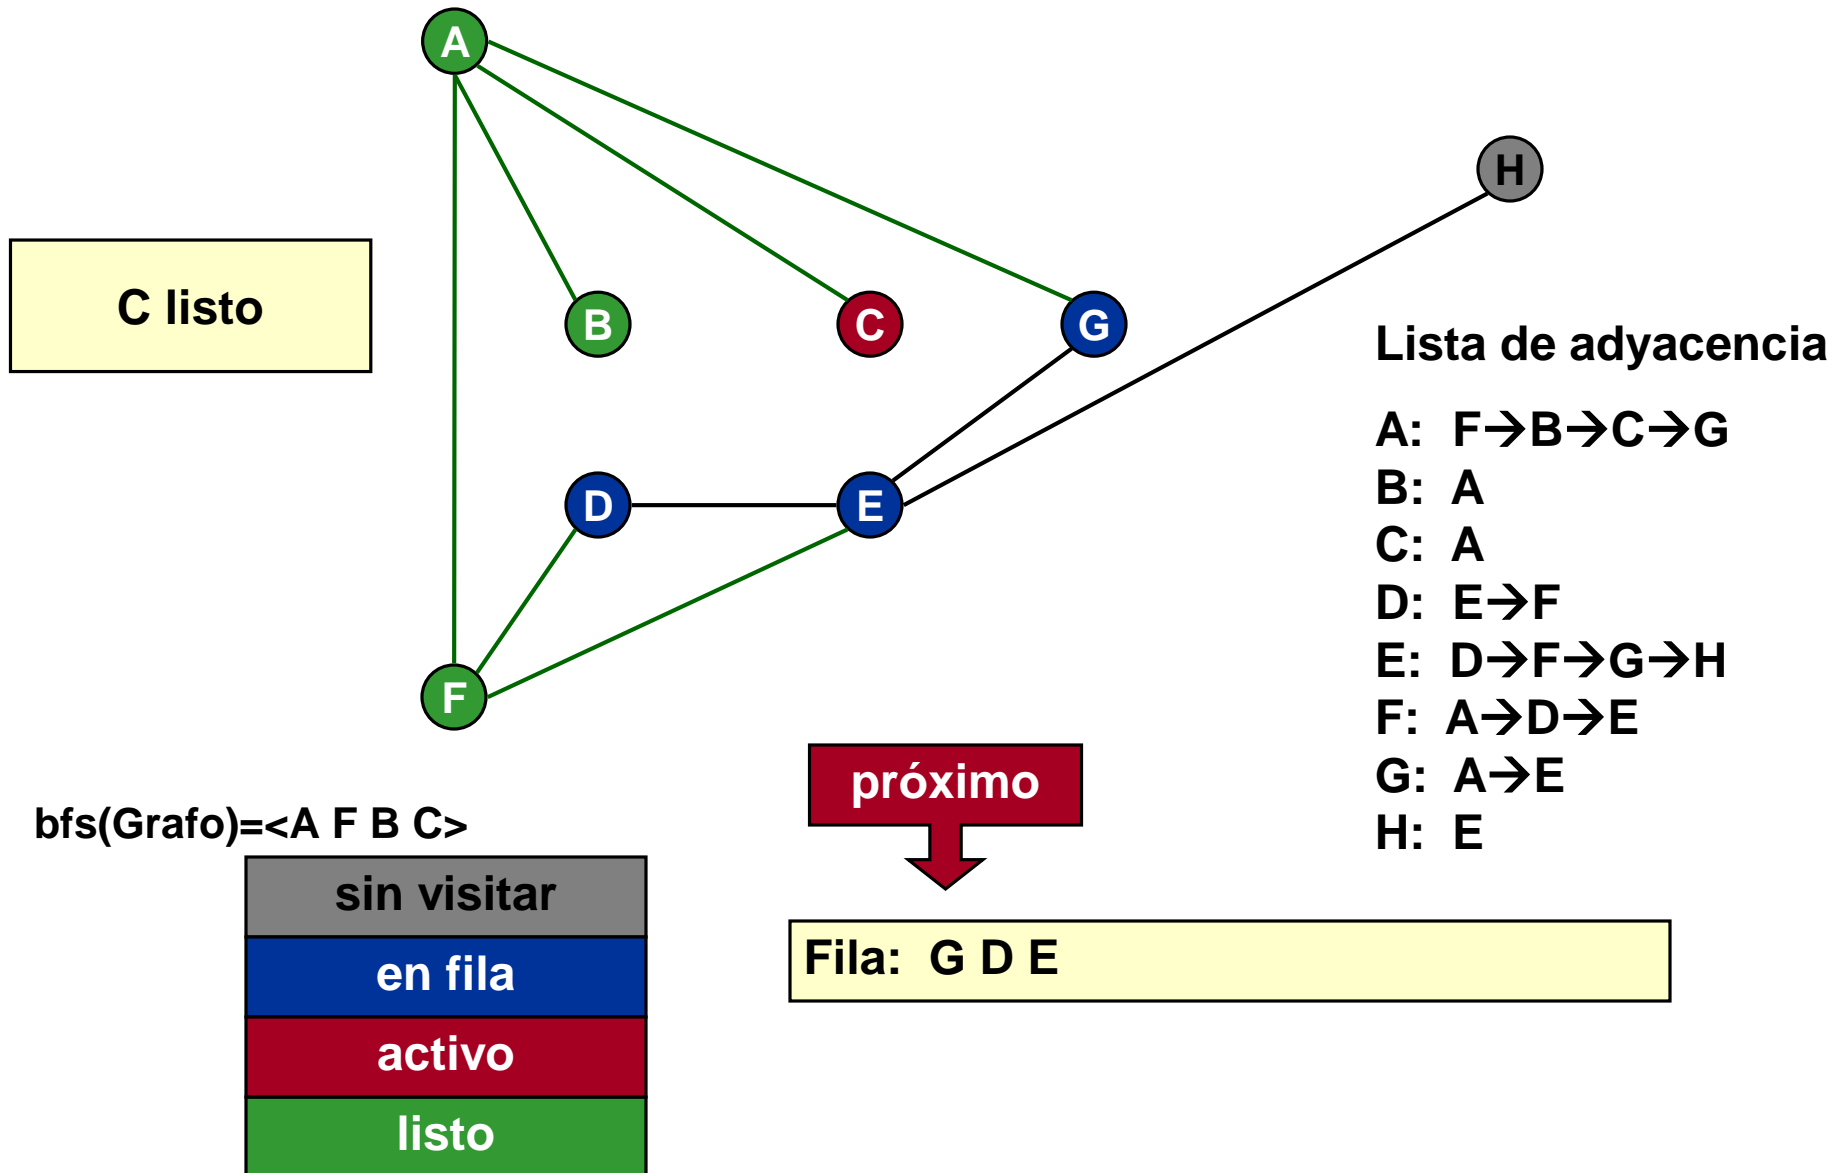 A
H
C listo
B
C
G
D
E
F
Lista de adyacencia
A: F→B→C→G
B: A
C: A
D: E→F
E: D→F→G→H
F: A→D→E
G: A→E
H: E
próximo
bfs(Grafo)=<A F B C>
sin visitar
en fila
activo
listo
Fila: G D E